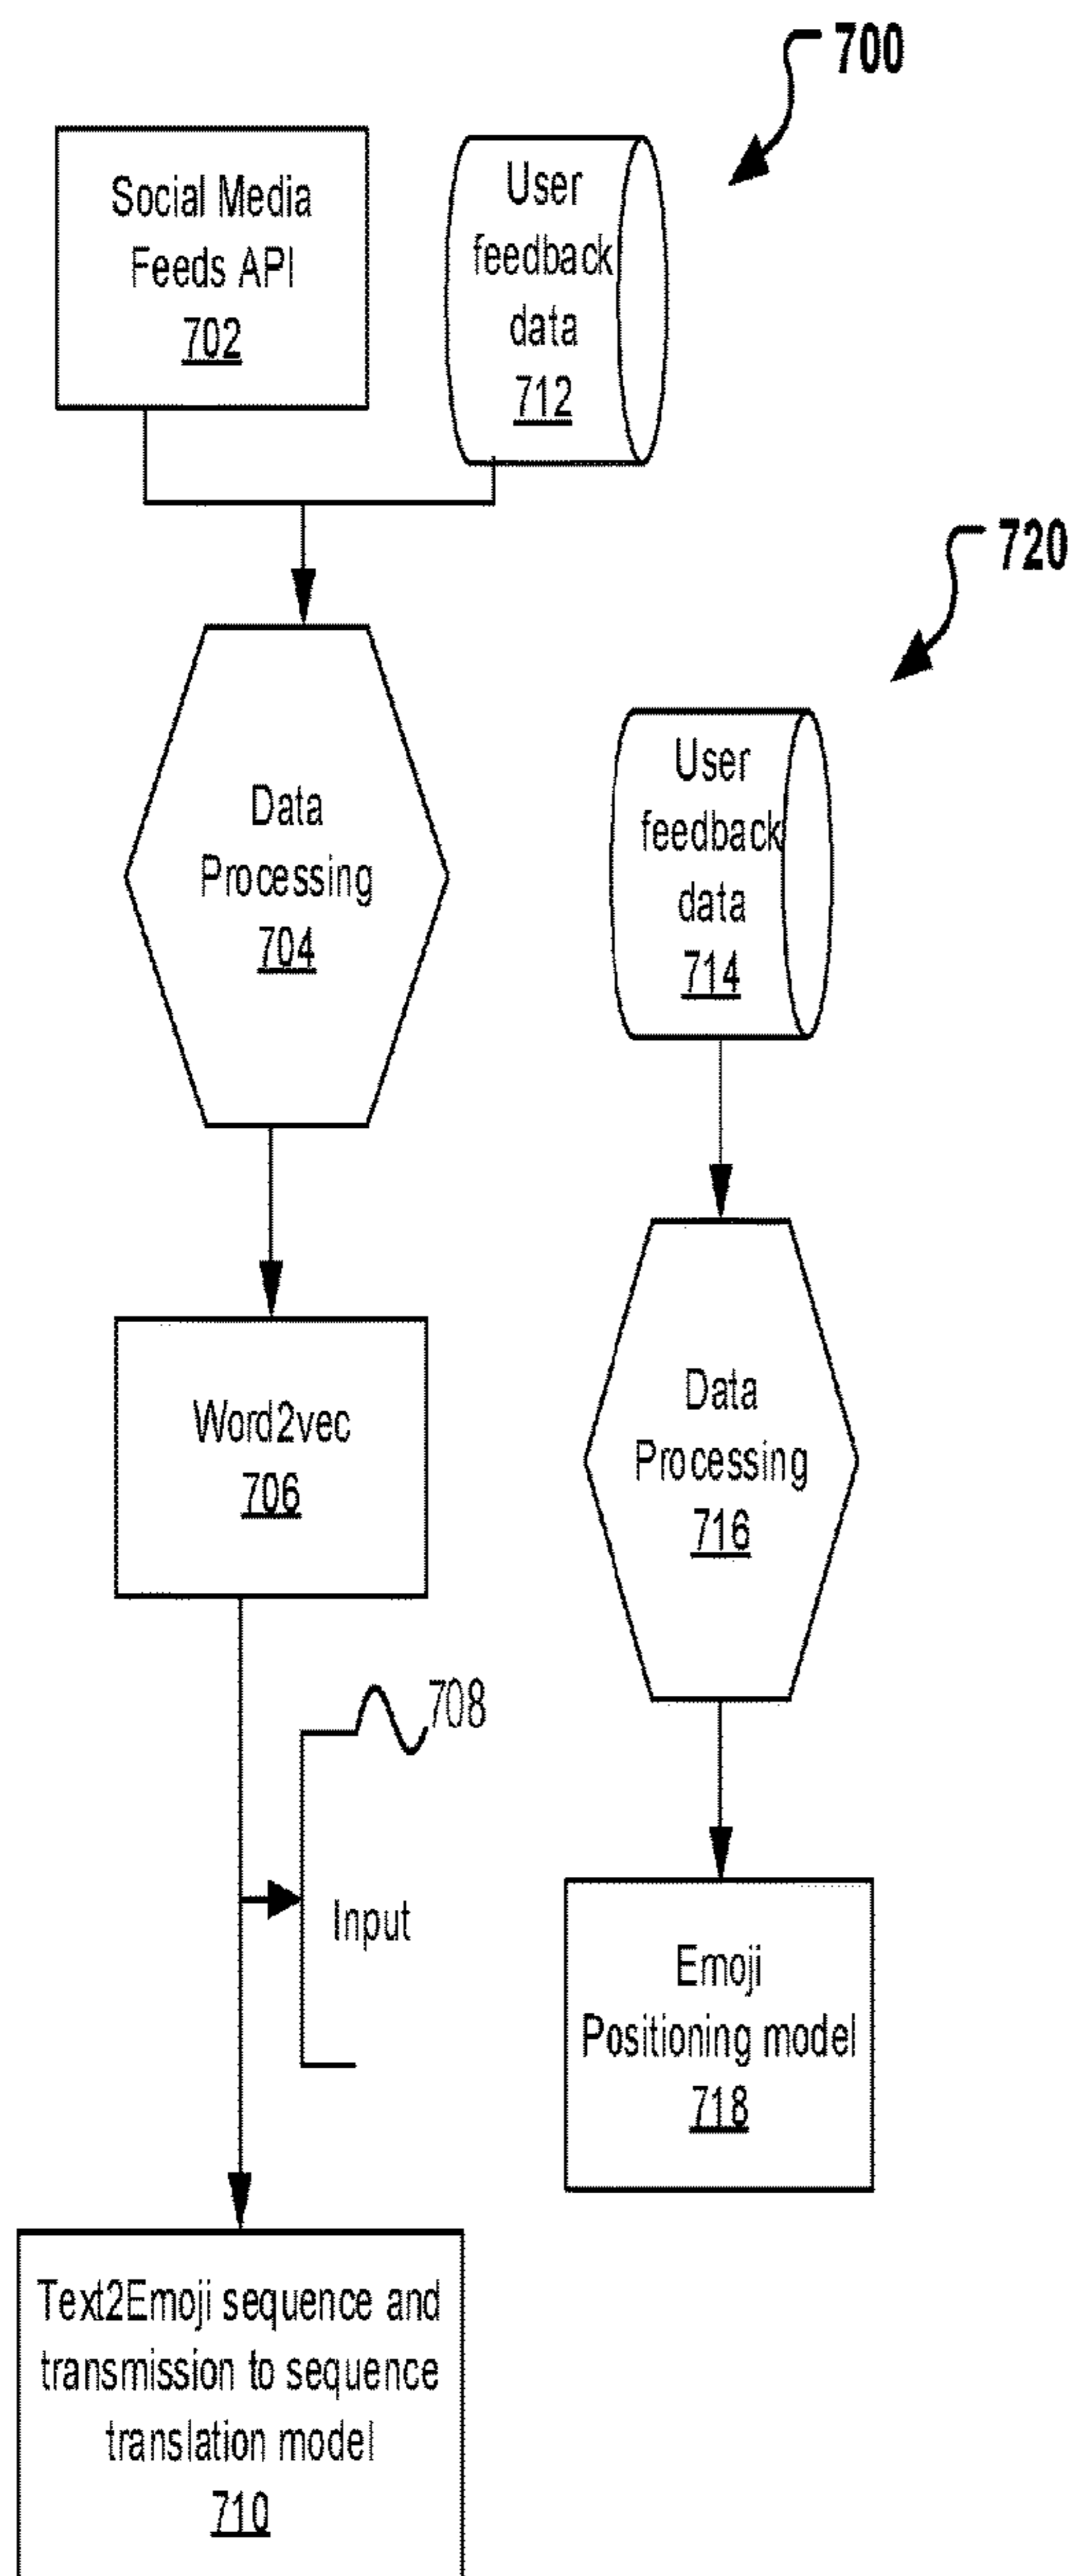 700
Social Media
Feeds API
702
User
feedback
data
712
720
Data
Processing
704
User
feedback
data
714
Word2vec
706
Data
Processing
716
708
Input
Emoji
Positioning model
718
Text2Emoji sequence and
transmission to sequence
translation model
710